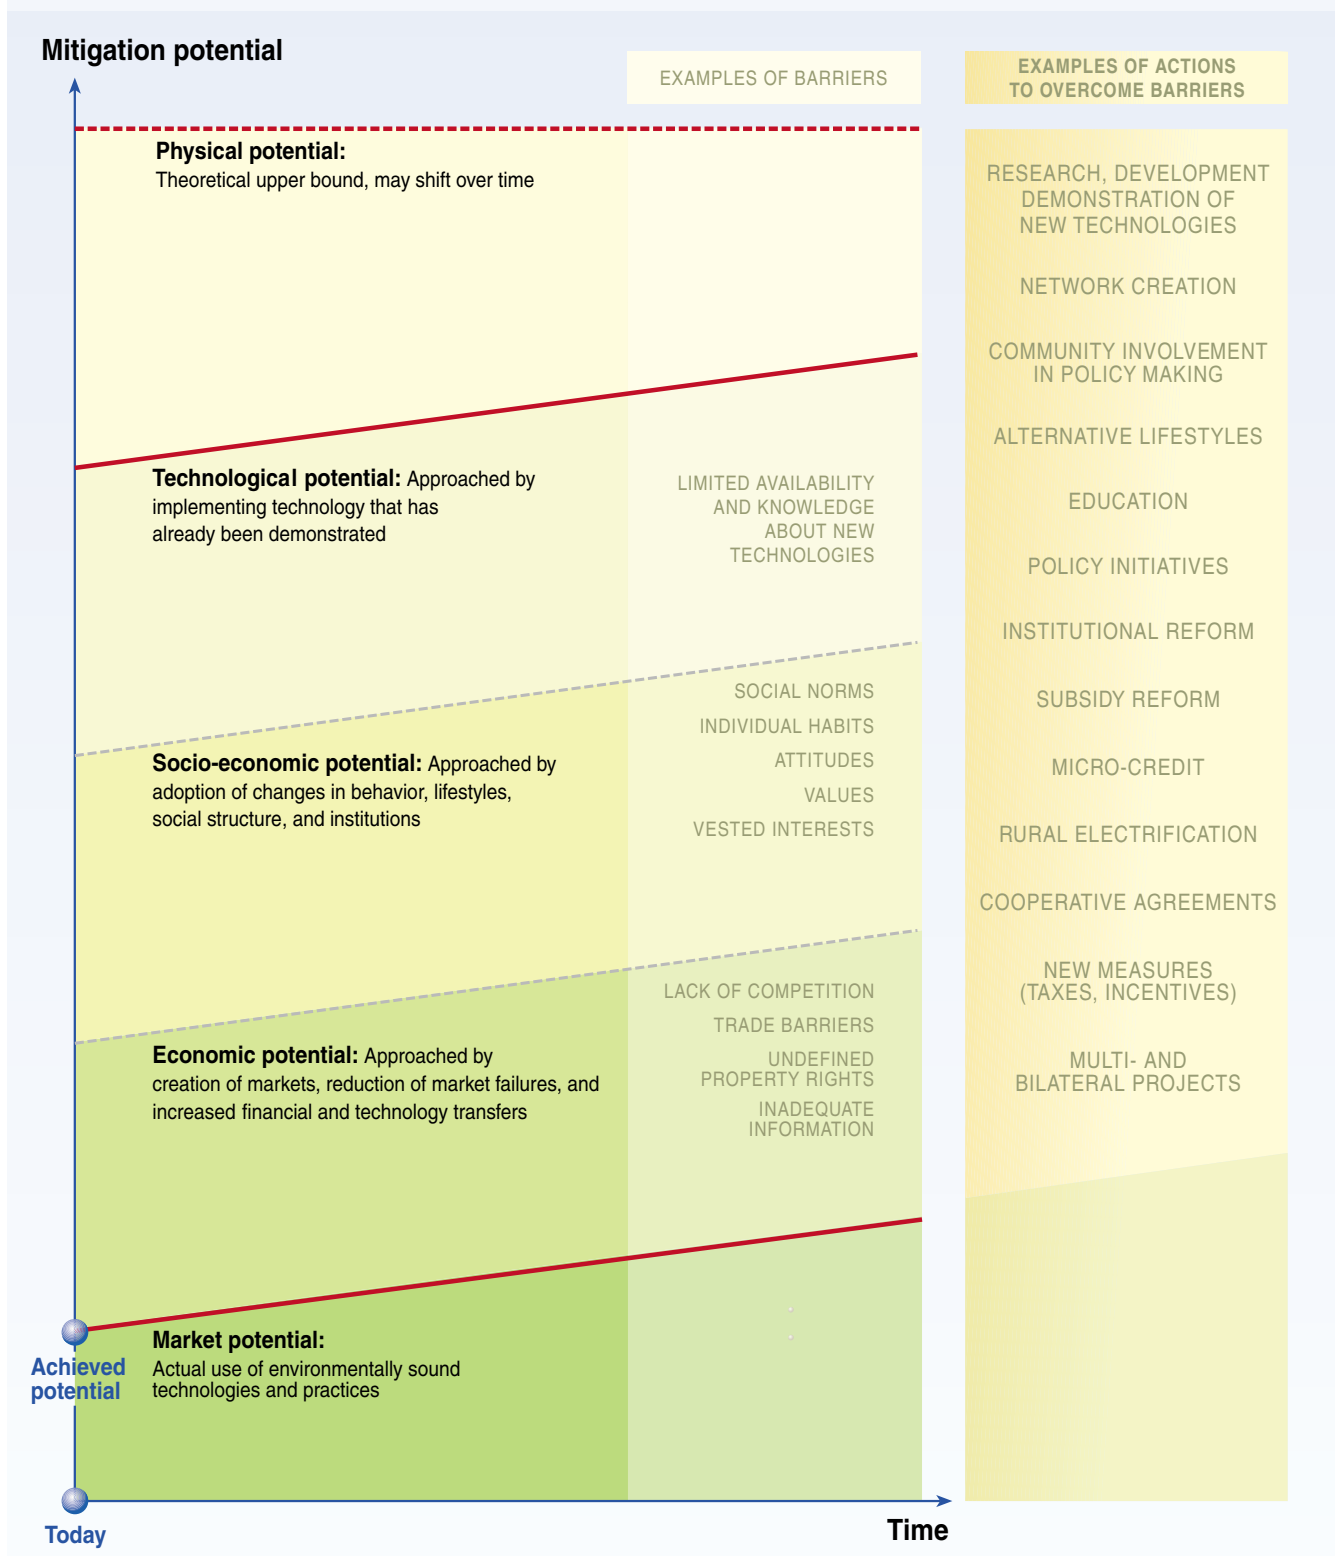 Mitigation potential
EXAMPLES OF BARRIERS
EXAMPLES OF ACTIONS
TO OVERCOME BARRIERS
Physical potential:
Theoretical upper bound, may shift over time
Technological potential: Approached by
implementing technology that has
already been demonstrated
LIMITED AVAILABILITY
AND KNOWLEDGE
ABOUT NEW
TECHNOLOGIES
Socio-economic potential: Approached by
adoption of changes in behavior, lifestyles,
social structure, and institutions
SOCIAL NORMS
INDIVIDUAL HABITS
ATTITUDES
VALUES
VESTED INTERESTS
Economic potential: Approached by
creation of markets, reduction of market failures, and
increased financial and technology transfers
LACK OF COMPETITION
TRADE BARRIERS
UNDEFINED
PROPERTY RIGHTS
INADEQUATE
INFORMATION
Market potential:
Actual use of environmentally sound
technologies and practices
Achieved
potential
Today
Time
RESEARCH, DEVELOPMENT
DEMONSTRATION OF
NEW TECHNOLOGIES
NETWORK CREATION
COMMUNITY INVOLVEMENT
IN POLICY MAKING
ALTERNATIVE LIFESTYLES
EDUCATION
POLICY INITIATIVES
INSTITUTIONAL REFORM
SUBSIDY REFORM
MICRO-CREDIT
RURAL ELECTRIFICATION
COOPERATIVE AGREEMENTS
NEW MEASURES
(TAXES, INCENTIVES)
MULTI- AND
BILATERAL PROJECTS